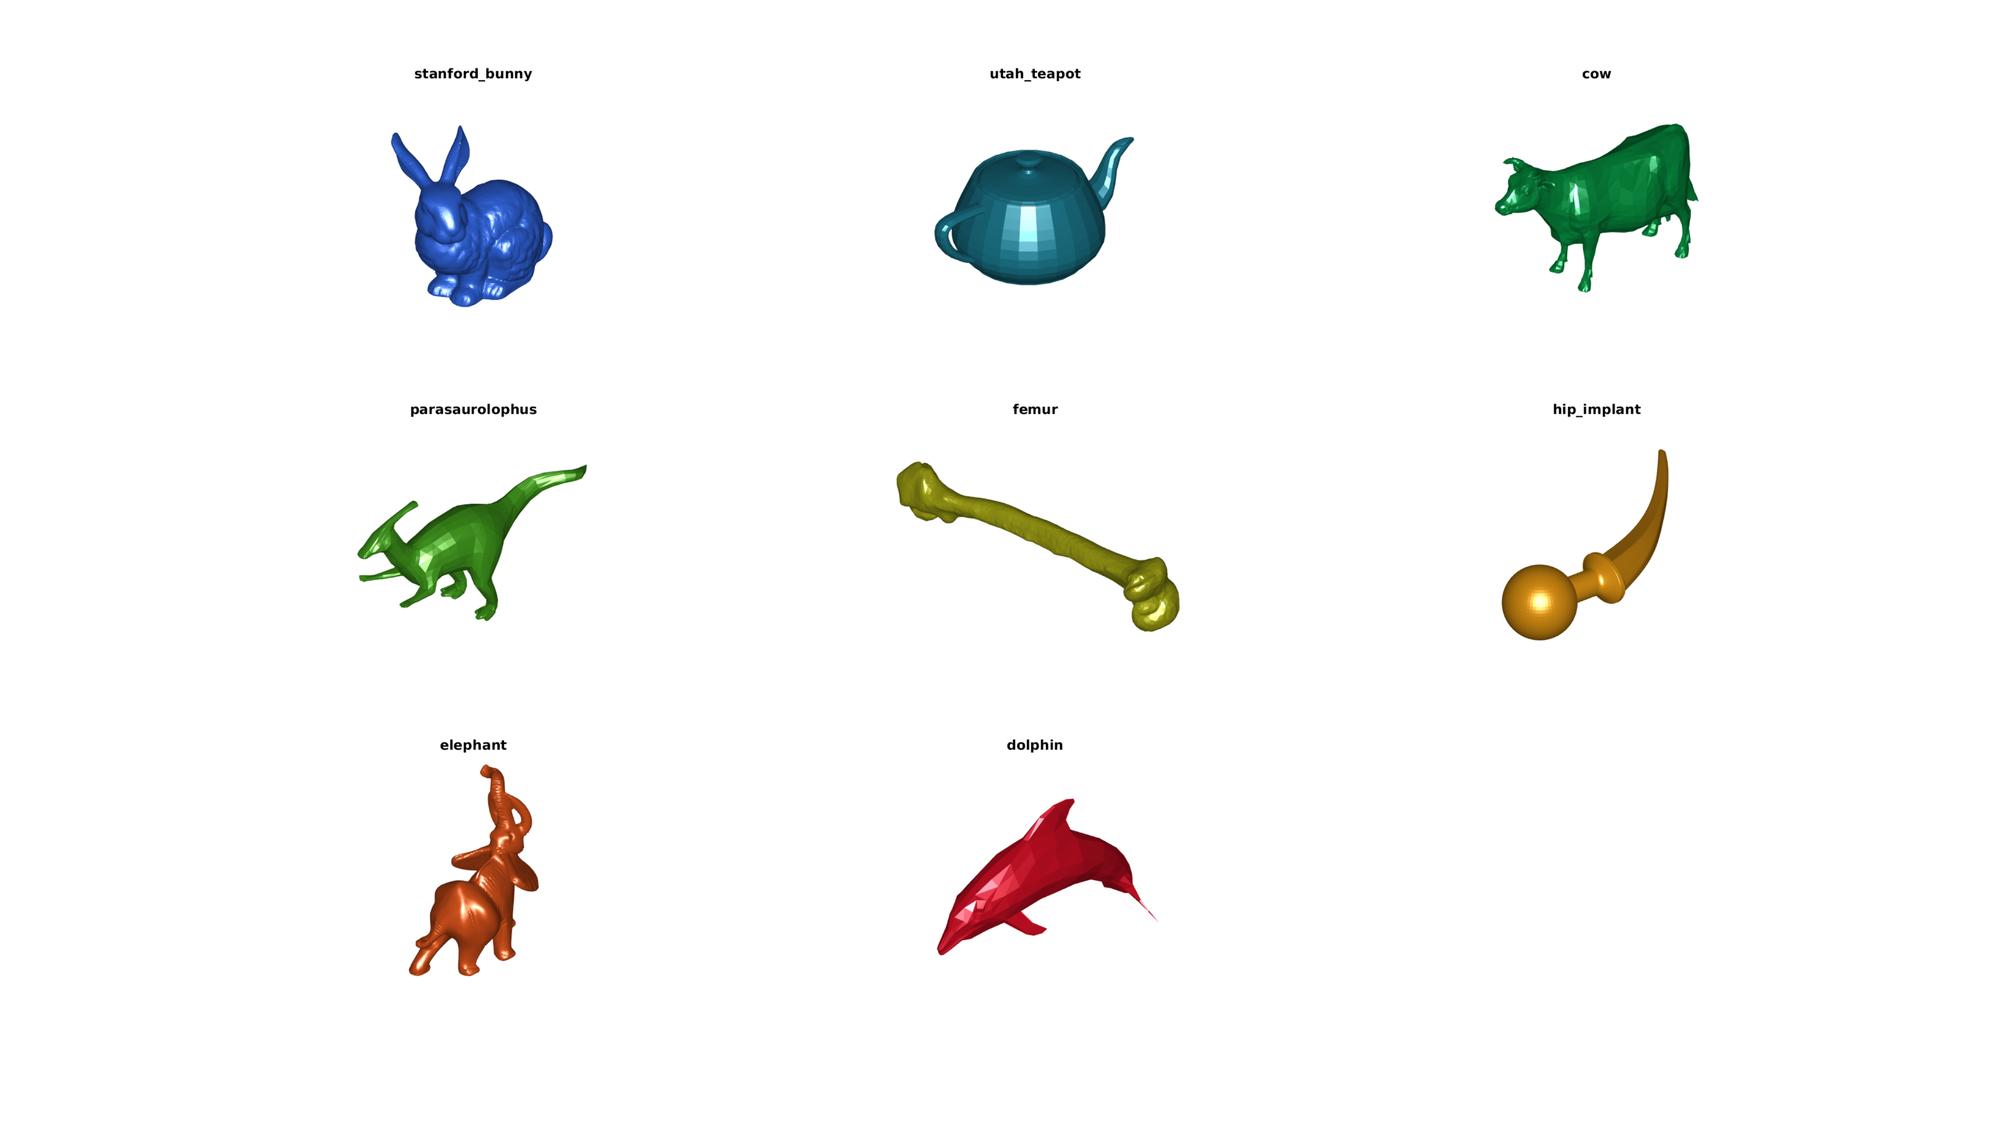 stanford_bunny
utah_teapot
cow
parasaurolophus
femur
hip_implant
elephant
dolphin